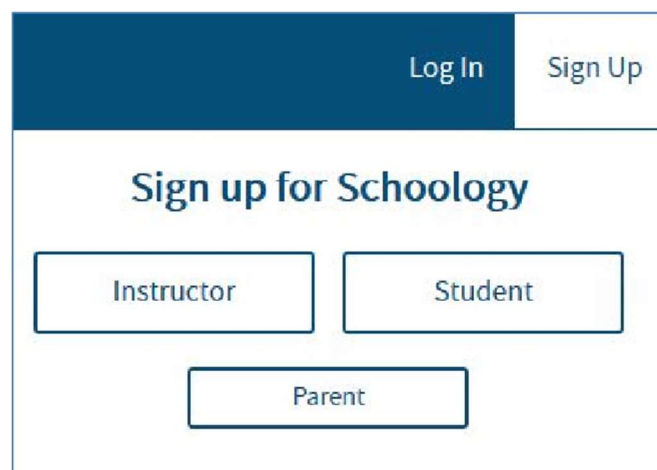 Log In Sign Up
Sign up for Schoology
Instructor Student
Parent